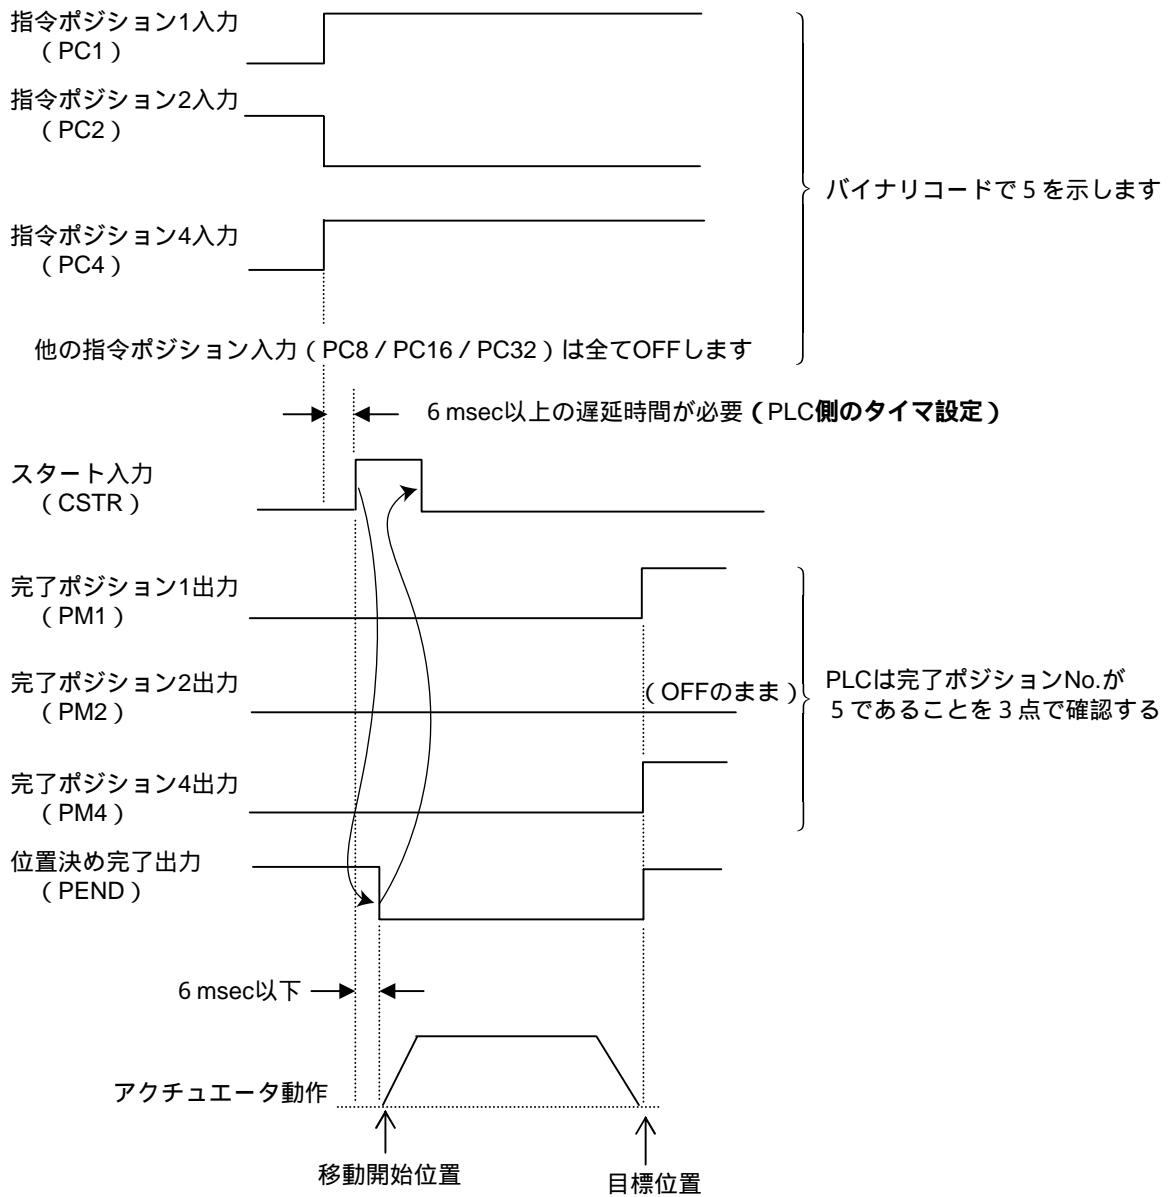 指令ポジション1入力
（PC1）
指令ポジション2入力
（PC2）
バイナリコードで5を示します
指令ポジション4入力
（PC4）
他の指令ポジション入力（PC8／PC16／PC32）は全てOFFします
6 msec以上の遅延時間が必要（PLC側のタイマ設定）
スタート入力
（CSTR）
完了ポジション1出力
（PM1）
完了ポジション2出力
（PM2）
（OFFのまま）
PLCは完了ポジションNo.が
5であることを3点で確認する
完了ポジション4出力
（PM4）
位置決め完了出力
（PEND）
6 msec以下
アクチュエータ動作
移動開始位置
目標位置